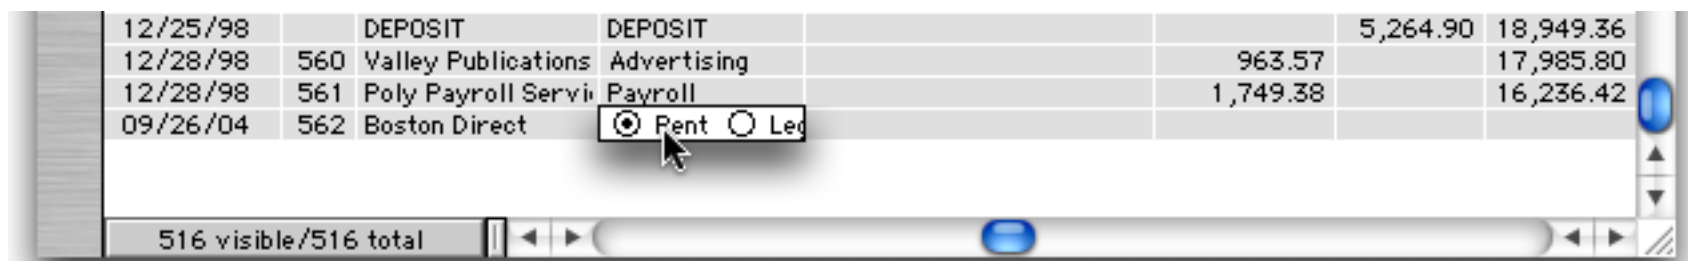 12/25/98 DEPOSIT DEPOSIT 5,264.90 18,949.36
12/28/98 560 Valley Publications Advertising 963.57 17,985.80
12/28/98 561 Poly Payroll Servi Payroll 1,749.38 16,236.42
09/26/04 562 Boston Direct Rent Leg
516 visible/516 total